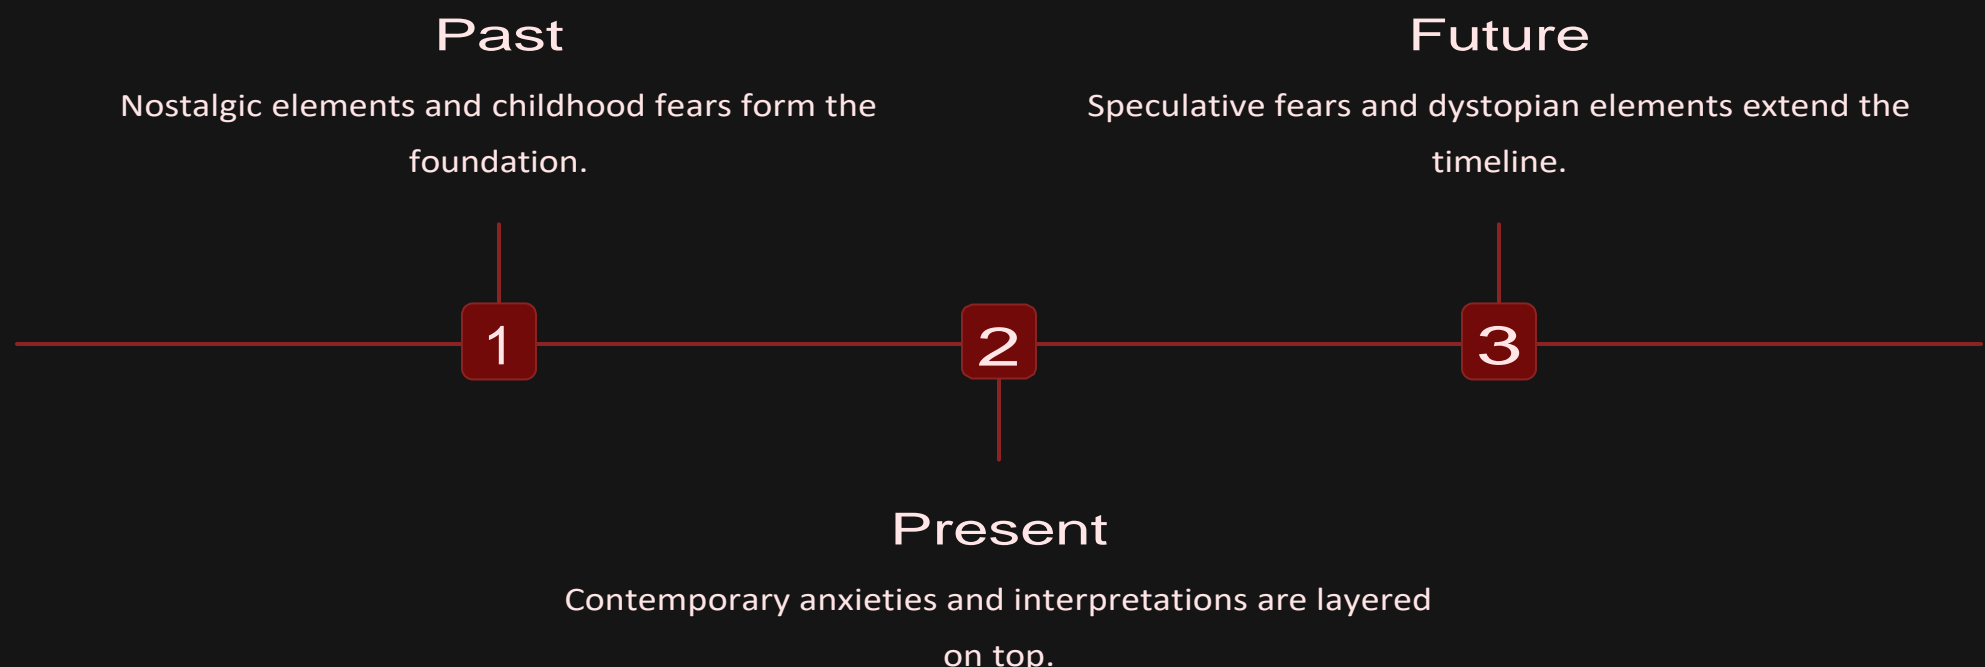 Past
Nostalgic elements and childhood fears form the
foundation.
Future
Speculative fears and dystopian elements extend the
timeline.
1
2
3
Present
Contemporary anxieties and interpretations are layered
on top.